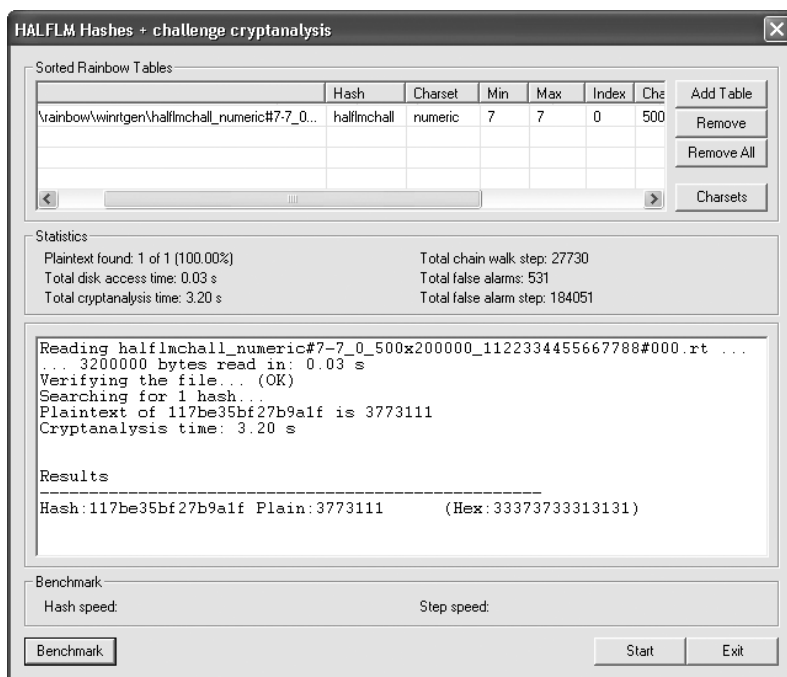 HALFLM Hashes + challenge cryptanalysis
Sorted Rainbow Tables
Hash Charset Min Max Index Cha
\rainbow\winrtgen\halflmchall_numeric#7-7_0... halflmchall numeric 7 7 0 500
Add Table
Remove
Remove All
Charsets
Statistics
Plaintext found: 1 of 1 (100.00%)
Total disk access time: 0.03 s
Total cryptanalysis time: 3.20 s
Total chain walk step: 27730
Total false alarms: 531
Total false alarm step: 184051
Reading halflmchall_numeric#7-7_0_500x200000_1122334455667788#000.rt ...
... 3200000 bytes read in: 0.03 s
Verifying the file... (OK)
Searching for 1 hash...
Plaintext of 117be35bf27b9a1f is 3773111
Cryptanalysis time: 3.20 s
Results
------------------------------------------------------
Hash:117be35bf27b9a1f Plain:3773111 (Hex:33373733313131)
Benchmark
Hash speed: Step speed:
Benchmark Start Exit